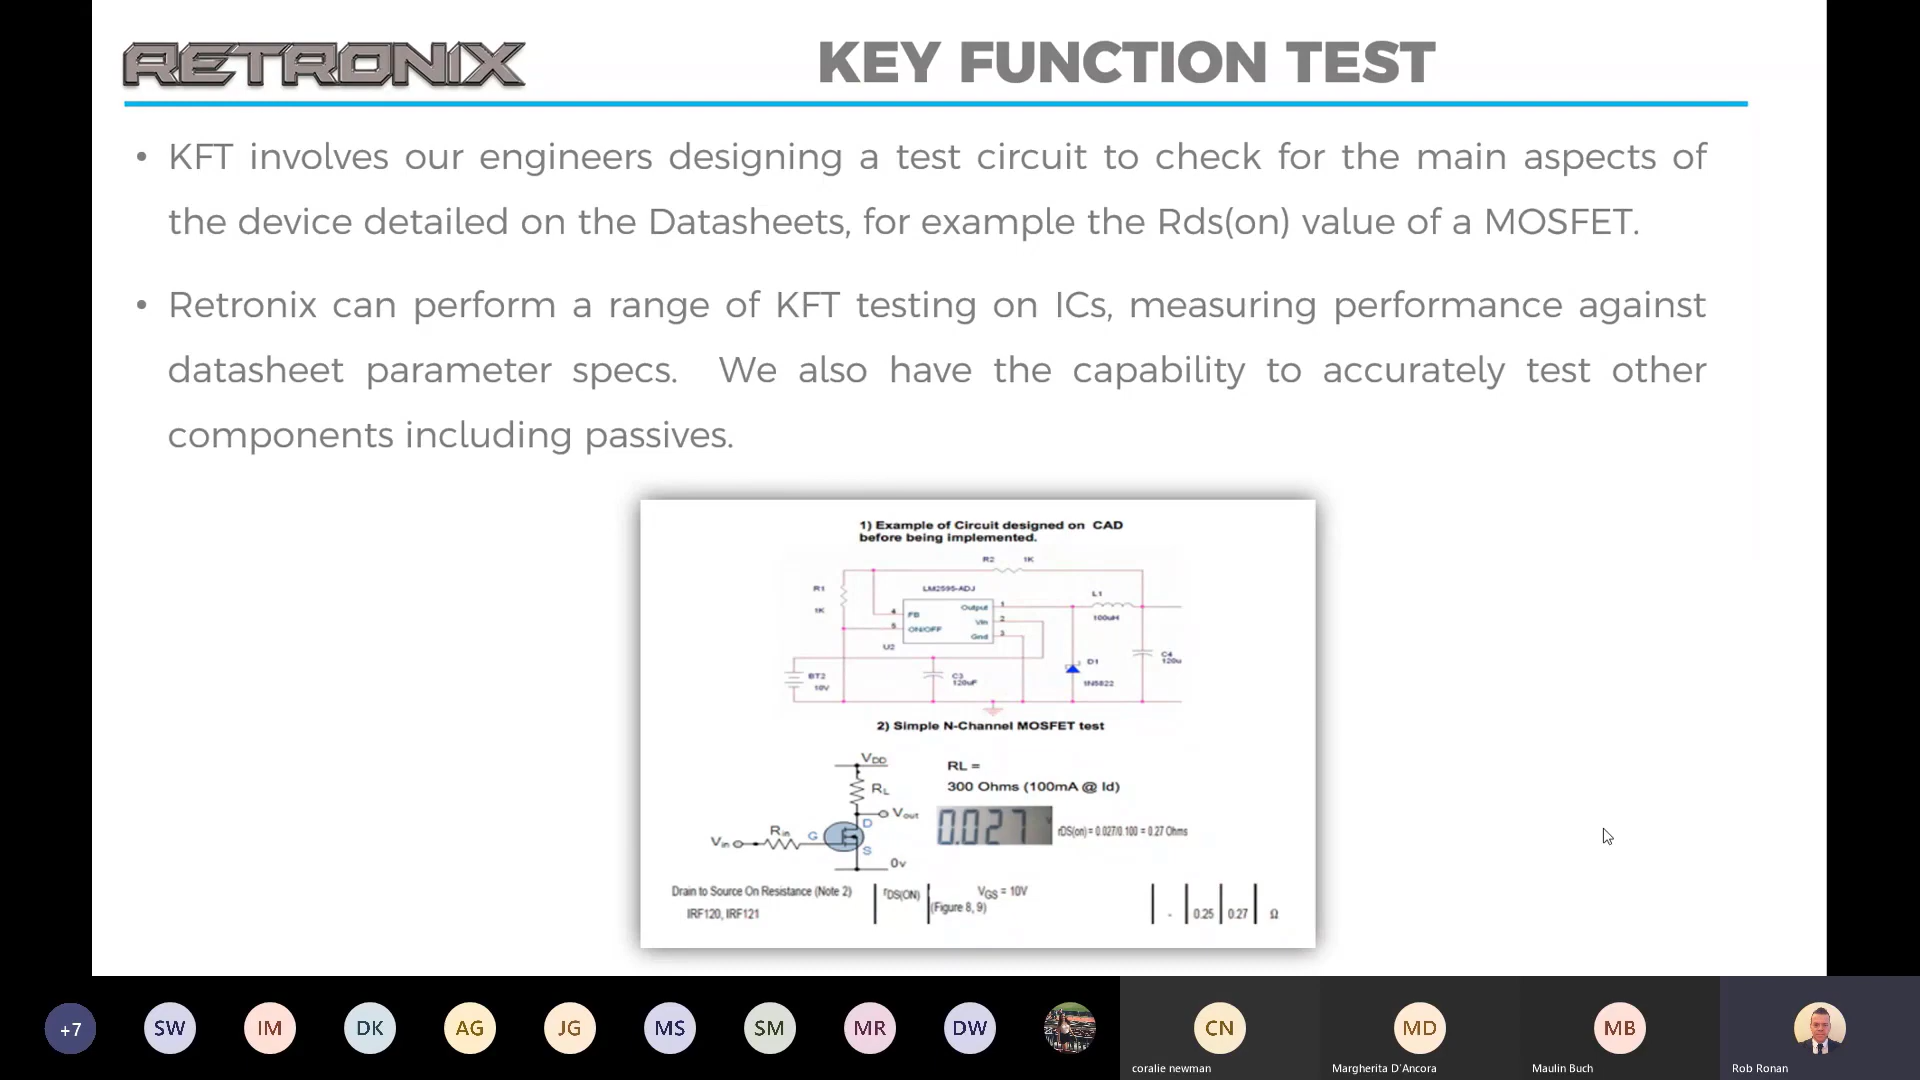 RETRONIX
KEY FUNCTION TEST
• KFT involves our engineers designing a test circuit to check for the main aspects of
the device detailed on the Datasheets, for example the Rds(on) value of a MOSFET.
• Retronix can perform a range of KFT testing on ICs, measuring performance against
datasheet parameter specs. We also have the capability to accurately test other
components including passives.
1) Example of Circuit designed on CAD
before being implemented.
R2 1K
R1
1K
LM2595-ADJ
4 FB
5 ON/OFF
Output 1
Vin 2
Gnd 3
U2
L1
100uH
BT2
10V
C3
120uF
D1
1N5822
C4
120u
2) Simple N-Channel MOSFET test
VDD
RL
Vout
D
G
S
Rin
Vin
0v
RL =
300 Ohms (100mA @ Id)
0.027
rDS(on) = 0.027/0.100 = 0.27 Ohms
Drain to Source On Resistance (Note 2)
IRF120, IRF121
rDS(ON)
VGS = 10V
(Figure 8, 9)
- 0.25 0.27 Ω
+7 SW IM DK AG JG MS SM MR DW CN MD MB
coralie newman
Margherita D'Ancora
Maulin Buch
Rob Ronan